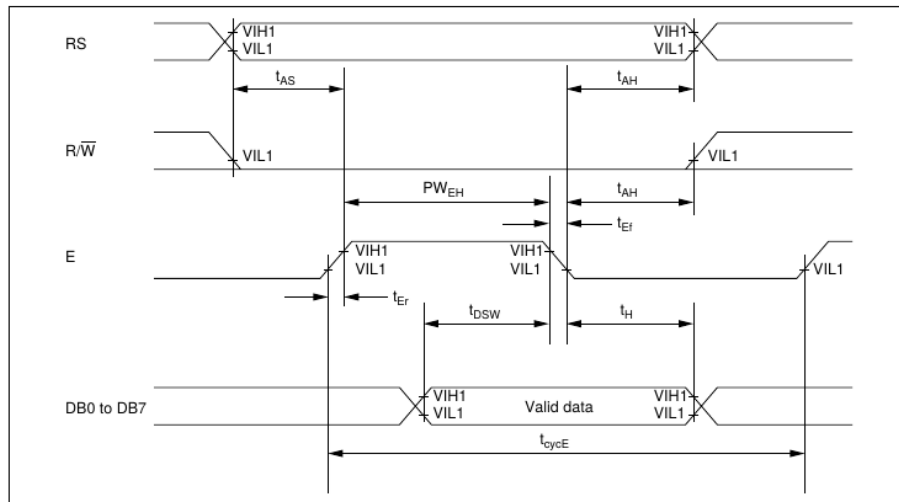 RS
VIH1
VIL1
VIH1
VIL1
tAS
tAH
R/W̅
VIL1
VIL1
PWEH
tAH
tEf
E
VIH1
VIL1
VIH1
VIL1
VIL1
tEr
tDSW
tH
DB0 to DB7
VIH1
VIL1
Valid data
VIH1
VIL1
tcycE